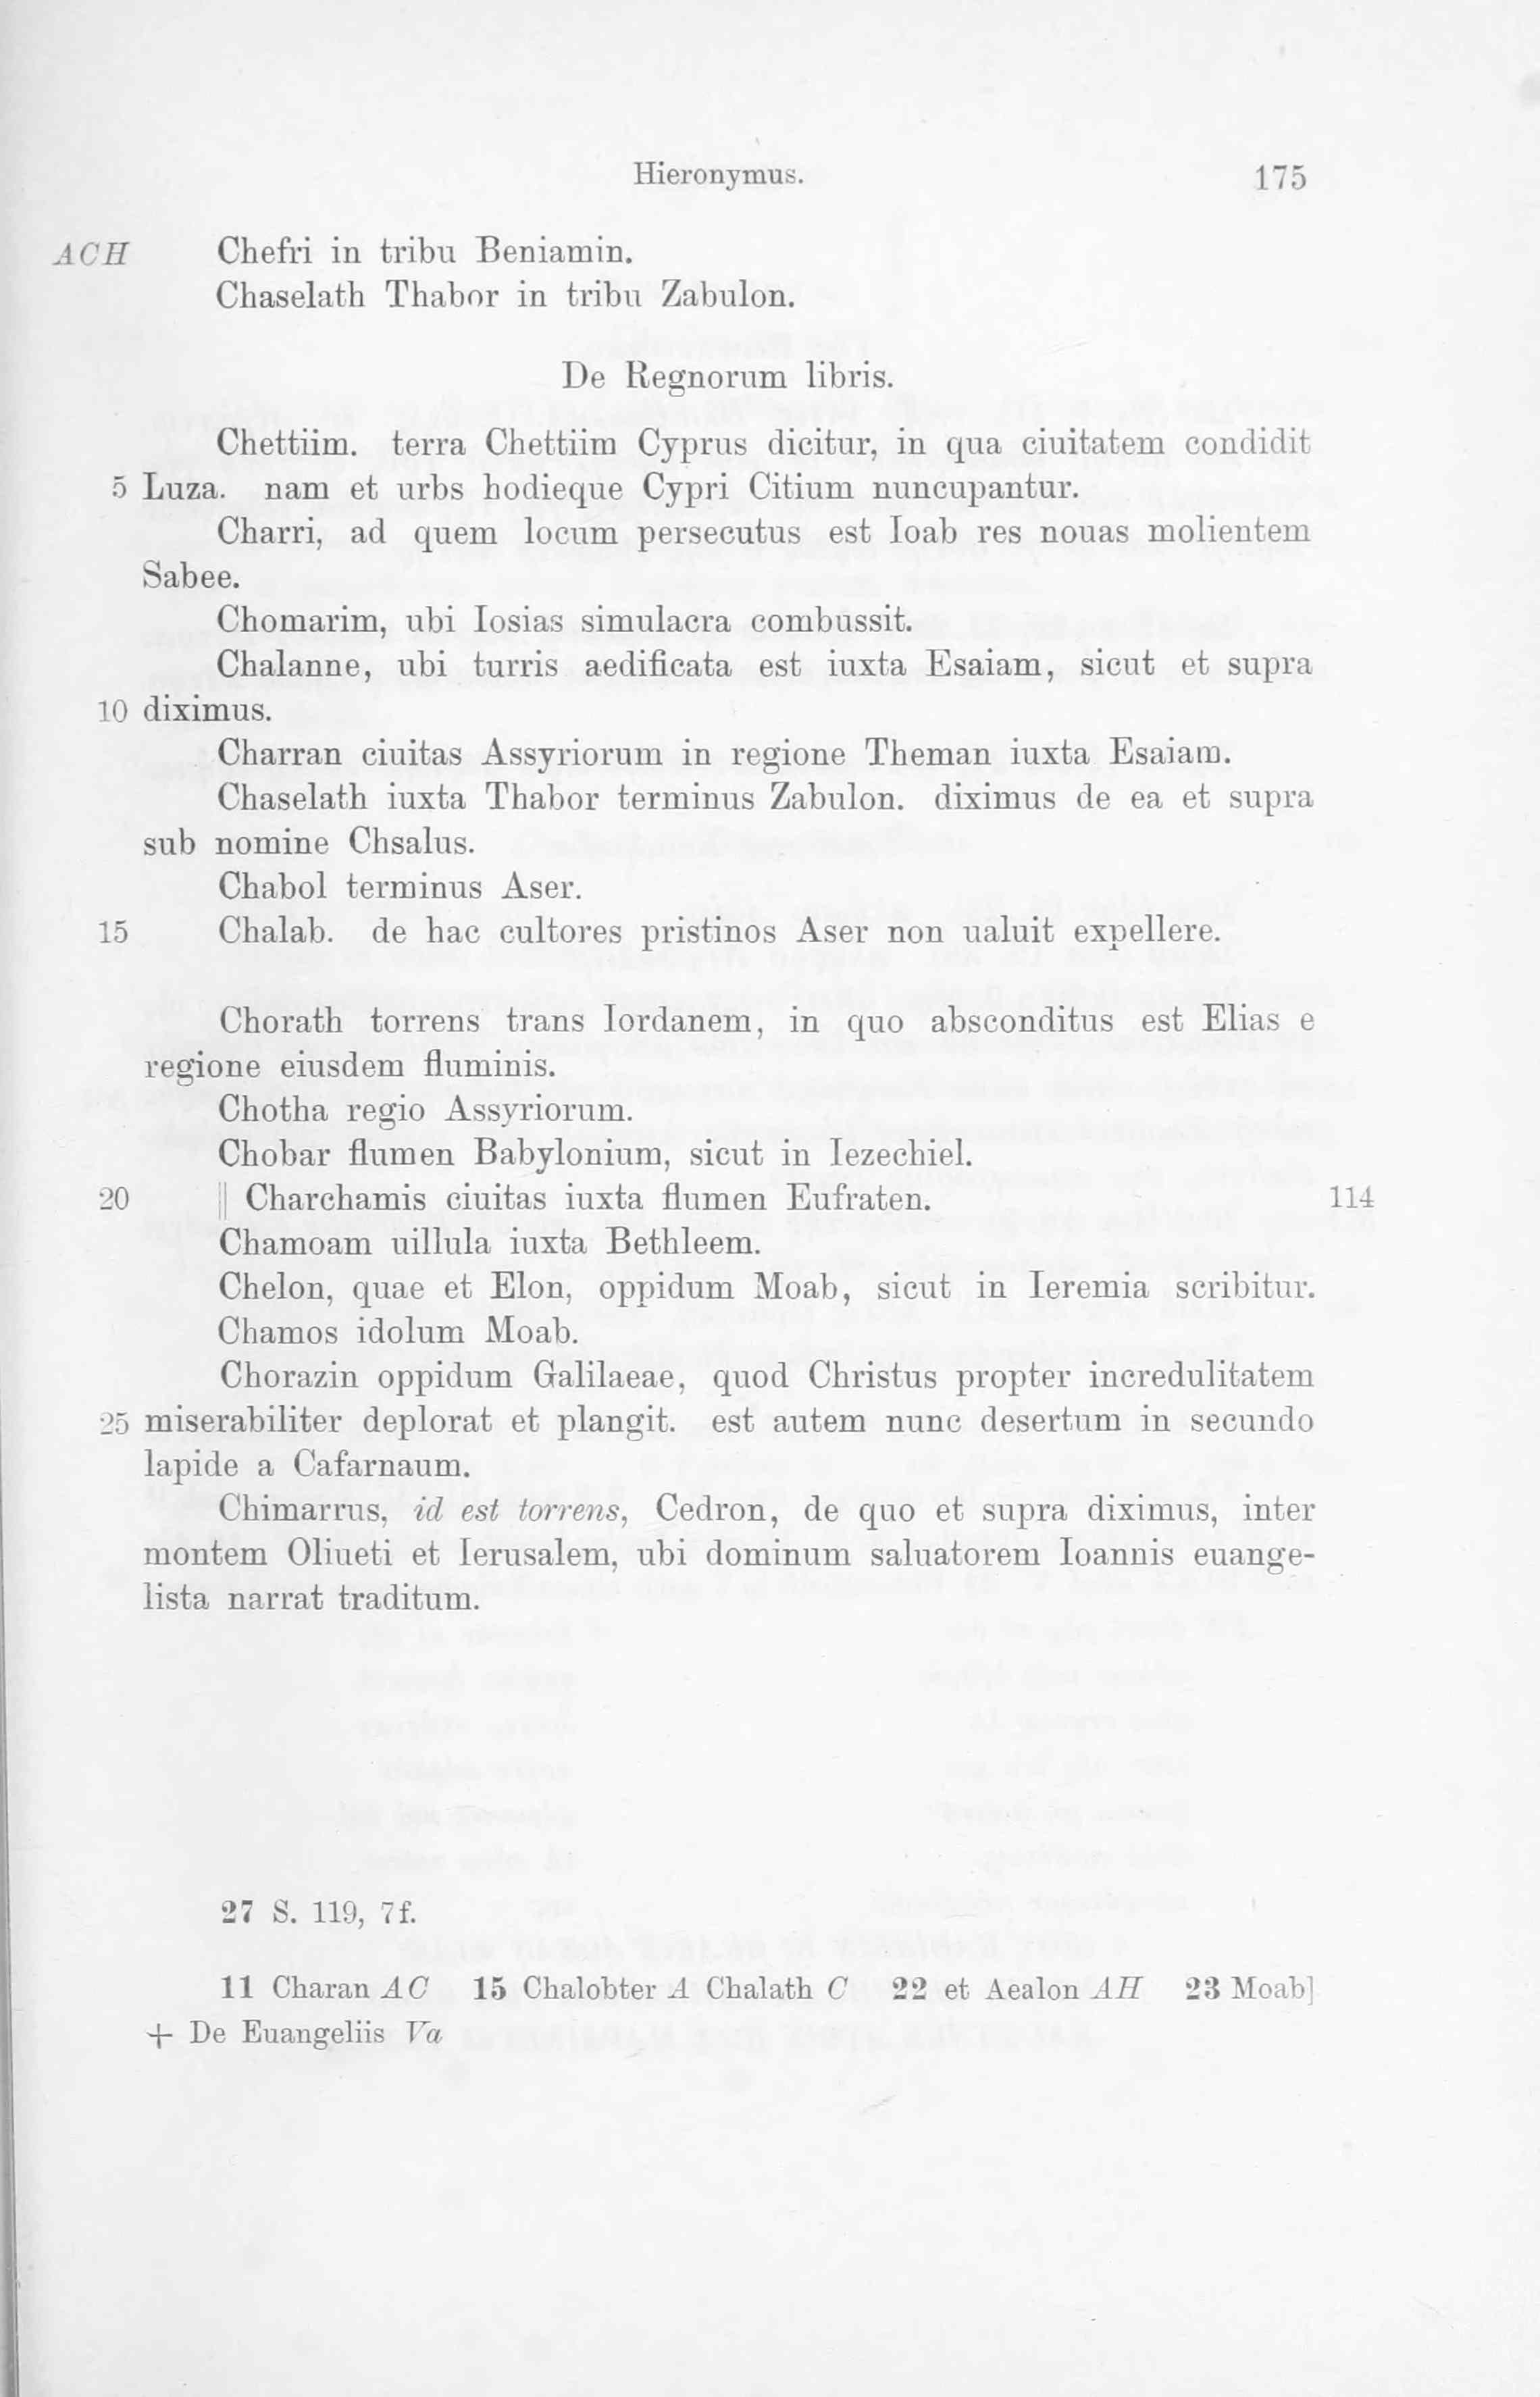 Hieronymus. 175
ACH Chefri in tribu Beniamin.
Chaselath Thabor in tribu Zabulon.
De Regnorum libris.
Chettiim. terra Chettiim Cyprus dicitur, in qua ciuitatem condidit
5 Luza. nam et urbs hodieque Cypri Citium nuncupantur.
Charri, ad quem locum persecutus est Ioab res nouas molientem
Sabee.
Chomarim, ubi Iosias simulacra combussit.
Chalanne, ubi turris aedificata est iuxta Esaiam, sicut et supra
10 diximus.
Charran ciuitas Assyriorum in regione Theman iuxta Esaiam.
Chaselath iuxta Thabor terminus Zabulon. diximus de ea et supra
sub nomine Chsalus.
Chabol terminus Aser.
15 Chalab. de hac cultores pristinos Aser non ualuit expellere.
Chorath torrens trans Iordanem, in quo absconditus est Elias e
regione eiusdem fluminis.
Chotha regio Assyriorum.
Chobar flumen Babylonium, sicut in Iezechiel.
20 || Charchamis ciuitas iuxta flumen Eufraten. 114
Chamoam uillula iuxta Bethleem.
Chelon, quae et Elon, oppidum Moab, sicut in Ieremia scribitur.
Chamos idolum Moab.
Chorazin oppidum Galilaeae, quod Christus propter incredulitatem
25 miserabiliter deplorat et plangit. est autem nunc desertum in secundo
lapide a Cafarnaum.
Chimarrus, id est torrens, Cedron, de quo et supra diximus, inter
montem Oliueti et Ierusalem, ubi dominum saluatorem Ioannis euange-
lista narrat traditum.
27 S. 119, 7f.
11 Charan AC 15 Chalobter A Chalath C 22 et Aealon AH 23 Moab]
+ De Euangeliis Va